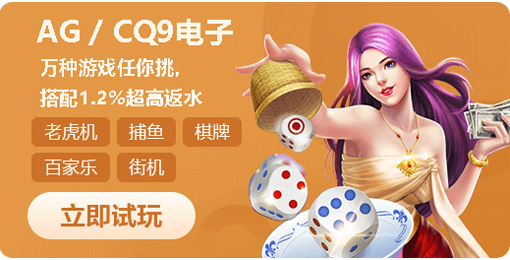 AG / CQ9电子
万种游戏任你挑,
搭配1.2%超高返水
老虎机 捕鱼 棋牌
百家乐 街机
立即试玩